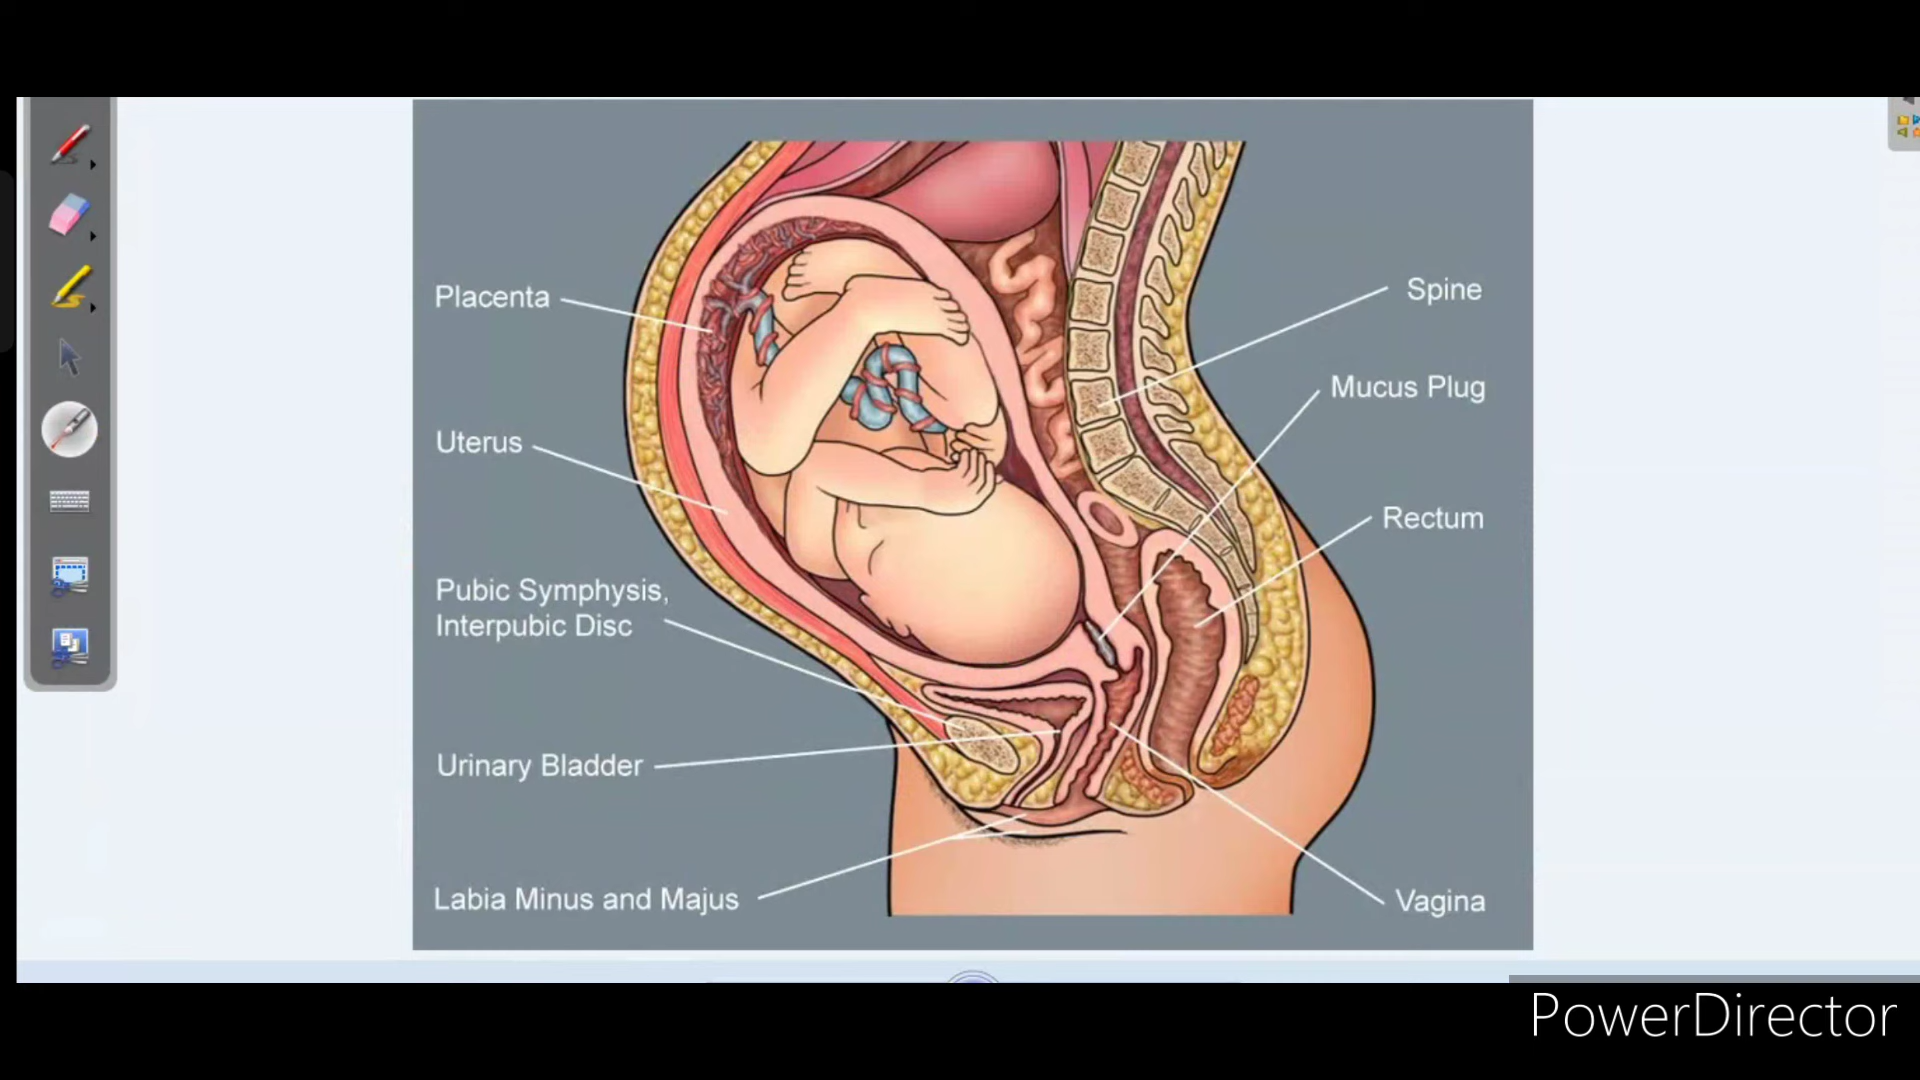 Placenta
Uterus
Pubic Symphysis,
Interpubic Disc
Urinary Bladder
Labia Minus and Majus
Spine
Mucus Plug
Rectum
Vagina
PowerDirector